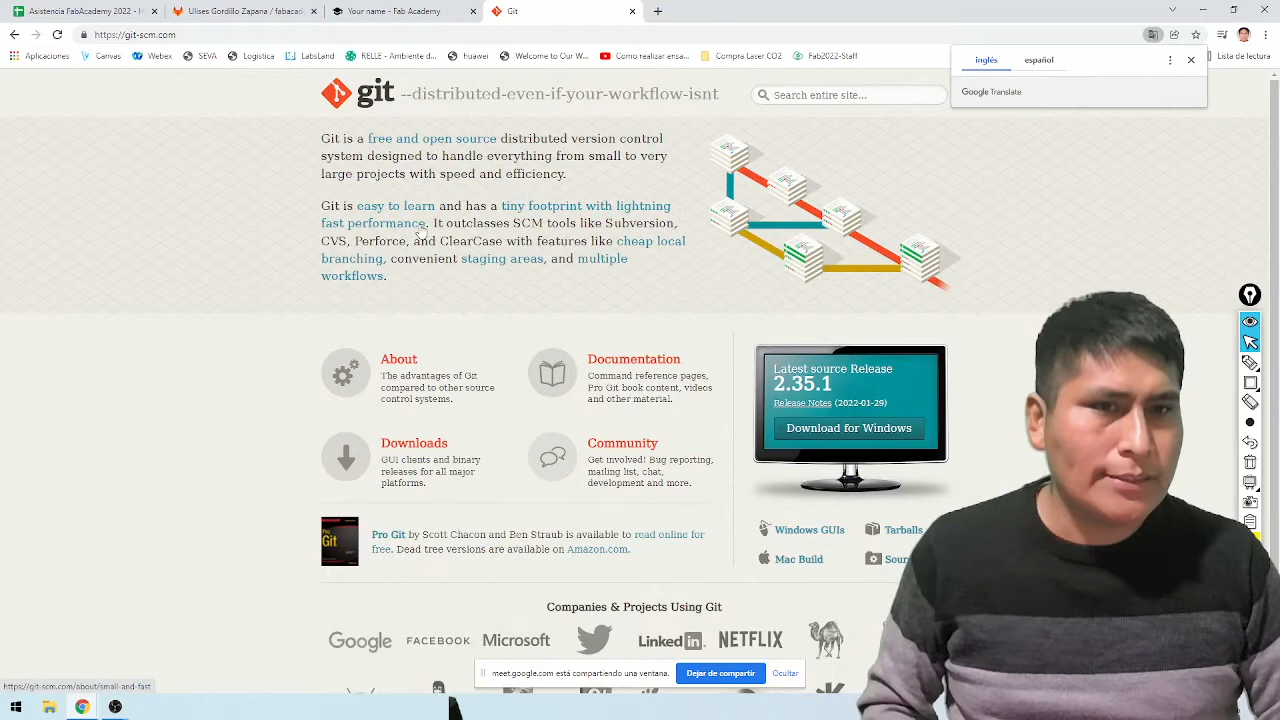 Asistencia FabAcademy 2022 - H
Ulises Gordillo Zapana / fabacad
Your name - Fab Academy
Git
https://git-scm.com
Aplicaciones
Canvas
Webex
SEVA
Logistica
LabsLand
RELLE - Ambiente d...
huawei
Welcome to Our W...
Como realizar ensa...
Compra Laser CO2
Fab22-Staff
Lista de lectura
inglés
español
Google Translate
git --distributed-even-if-your-workflow-isnt
Search entire site...
Git is a free and open source distributed version control
system designed to handle everything from small to very
large projects with speed and efficiency.
Git is easy to learn and has a tiny footprint with lightning
fast performance. It outclasses SCM tools like Subversion,
CVS, Perforce, and ClearCase with features like cheap local
branching, convenient staging areas, and multiple
workflows.
About
The advantages of Git
compared to other source
control systems.
Documentation
Command reference pages,
Pro Git book content, videos
and other material.
Downloads
GUI clients and binary
releases for all major
platforms.
Community
Get involved! Bug reporting,
mailing list, chat,
development and more.
Latest source Release
2.35.1
Release Notes (2022-01-29)
Download for Windows
Windows GUIs
Tarballs
Mac Build
Sour
Pro
Git
Pro Git by Scott Chacon and Ben Straub is available to read online for
free. Dead tree versions are available on Amazon.com.
Companies & Projects Using Git
Google
FACEBOOK
Microsoft
Linked in
NETFLIX
meet.google.com está compartiendo una ventana.
Dejar de compartir
Ocultar
https://git-scm.com/about/small-and-fast